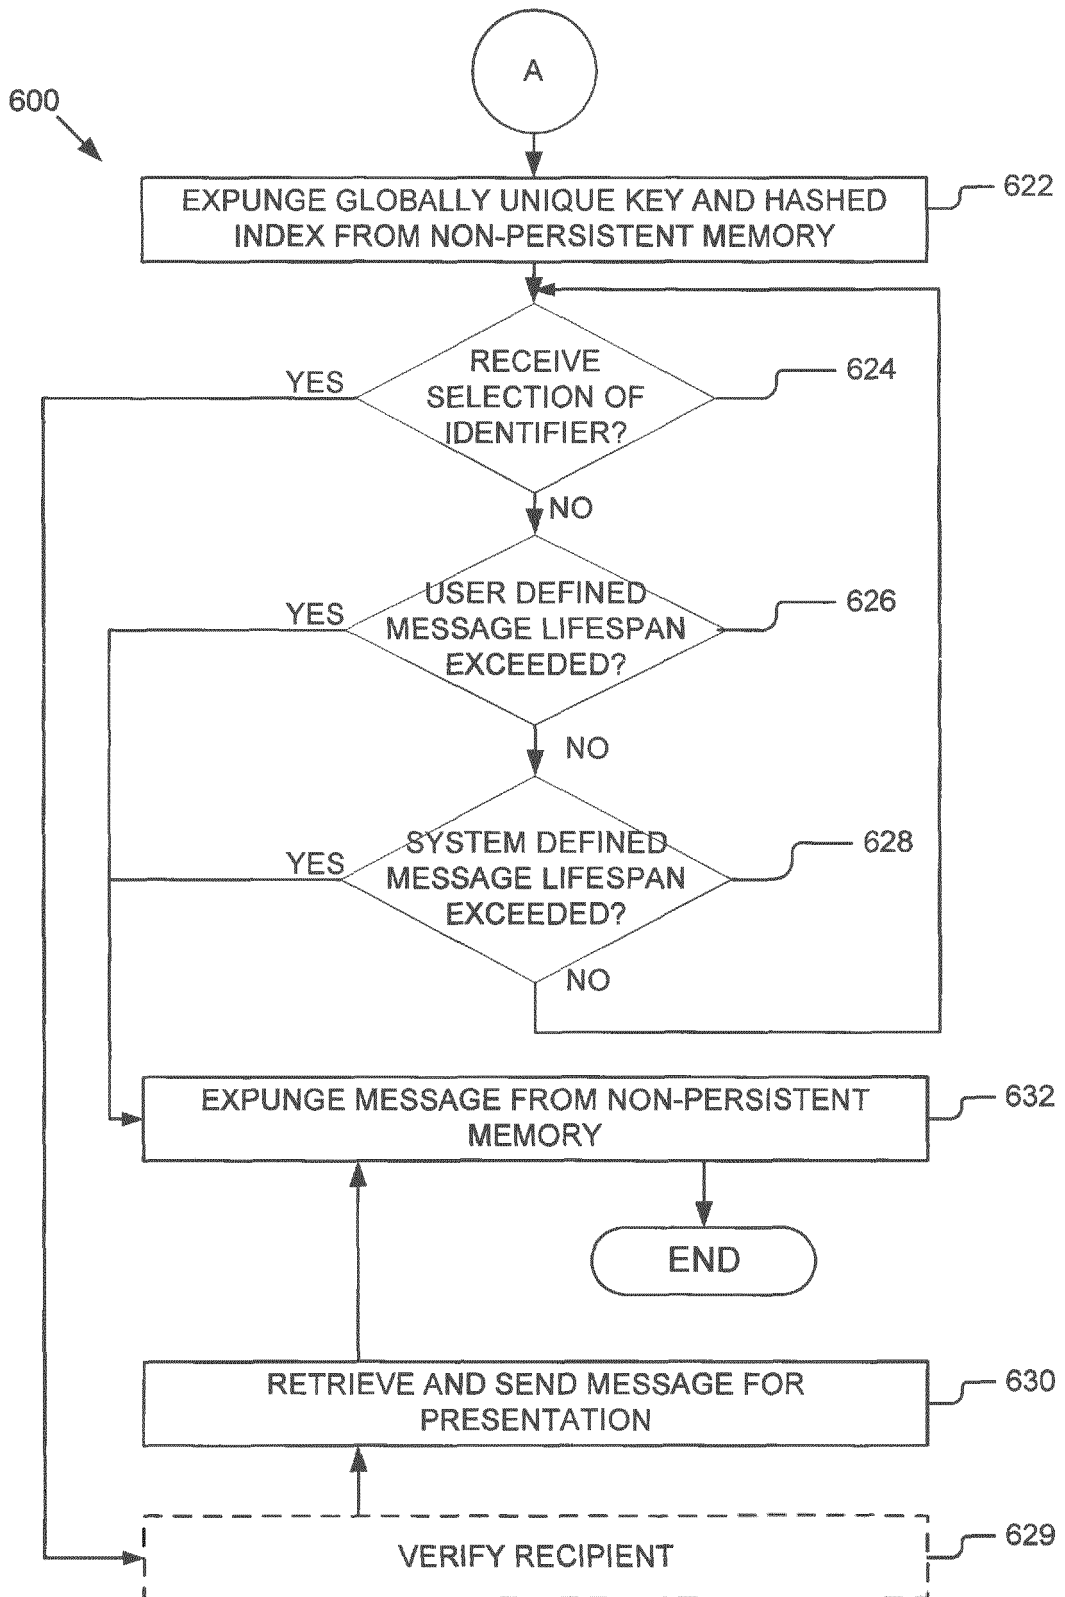 A
600
EXPUNGE GLOBALLY UNIQUE KEY AND HASHED
INDEX FROM NON-PERSISTENT MEMORY
622
RECEIVE
SELECTION OF
IDENTIFIER?
YES
624
NO
USER DEFINED
MESSAGE LIFESPAN
EXCEEDED?
YES
626
NO
SYSTEM DEFINED
MESSAGE LIFESPAN
EXCEEDED?
YES
628
NO
EXPUNGE MESSAGE FROM NON-PERSISTENT
MEMORY
632
END
RETRIEVE AND SEND MESSAGE FOR
PRESENTATION
630
VERIFY RECIPIENT
629